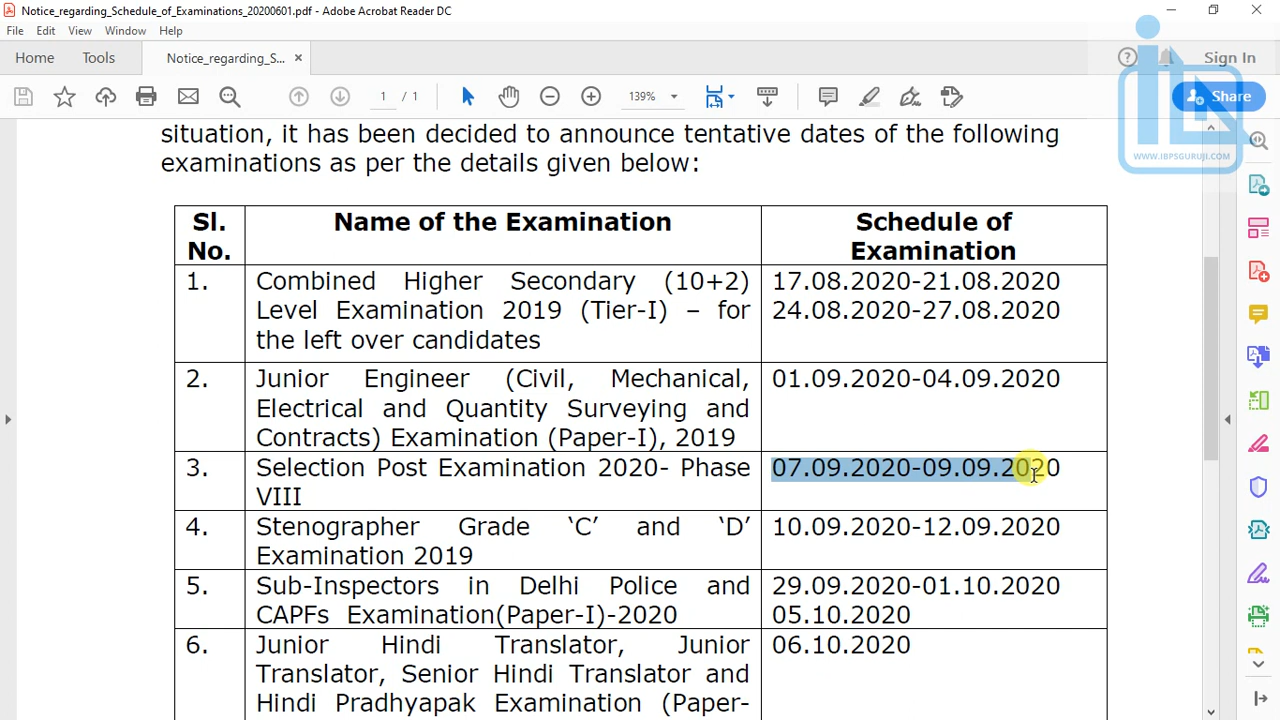 Notice_regarding_Schedule_of_Examinations_20200601.pdf - Adobe Acrobat Reader DC
File Edit View Window Help
Home Tools Notice_regarding_S... × Sign In
1 / 1 139% Share
WWW.IBPSGURUJI.COM
situation, it has been decided to announce tentative dates of the following
examinations as per the details given below:
Sl. Name of the Examination Schedule of
No. Examination
1. Combined Higher Secondary (10+2) 17.08.2020-21.08.2020
Level Examination 2019 (Tier-I) – for 24.08.2020-27.08.2020
the left over candidates
2. Junior Engineer (Civil, Mechanical, 01.09.2020-04.09.2020
Electrical and Quantity Surveying and
Contracts) Examination (Paper-I), 2019
3. Selection Post Examination 2020- Phase 07.09.2020-09.09.2020
VIII
4. Stenographer Grade ‘C’ and ‘D’ 10.09.2020-12.09.2020
Examination 2019
5. Sub-Inspectors in Delhi Police and 29.09.2020-01.10.2020
CAPFs Examination(Paper-I)-2020 05.10.2020
6. Junior Hindi Translator, Junior 06.10.2020
Translator, Senior Hindi Translator and
Hindi Pradhyapak Examination (Paper-